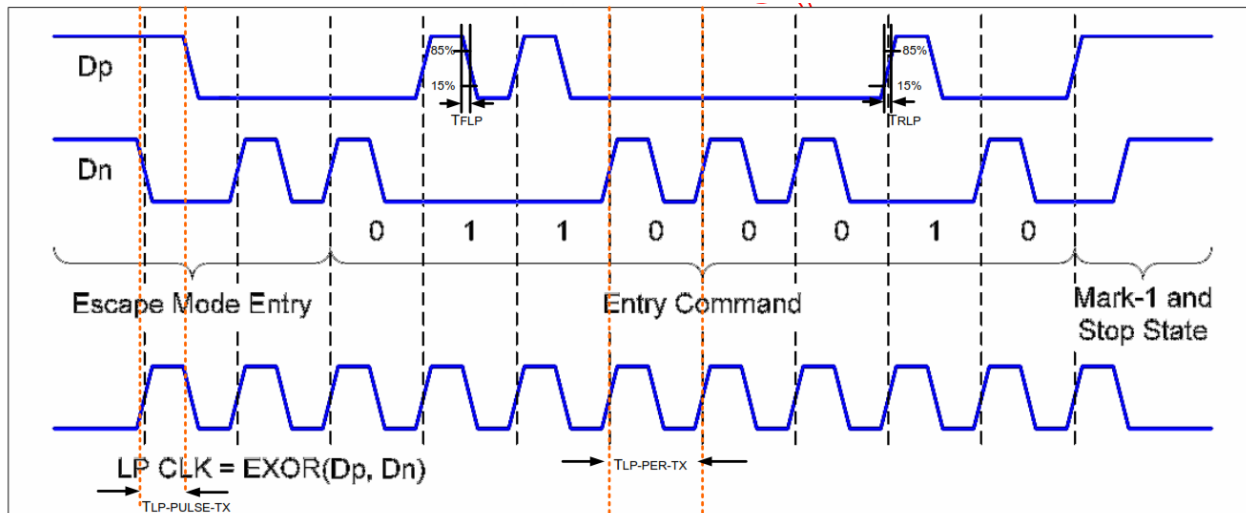 Dp
85%
15%
TFLP
85%
15%
TRLP
Dn
0 1 1 0 0 0 1 0
Escape Mode Entry
Entry Command
Mark-1 and
Stop State
LP CLK = EXOR(Dp, Dn)
TLP-PER-TX
TLP-PULSE-TX